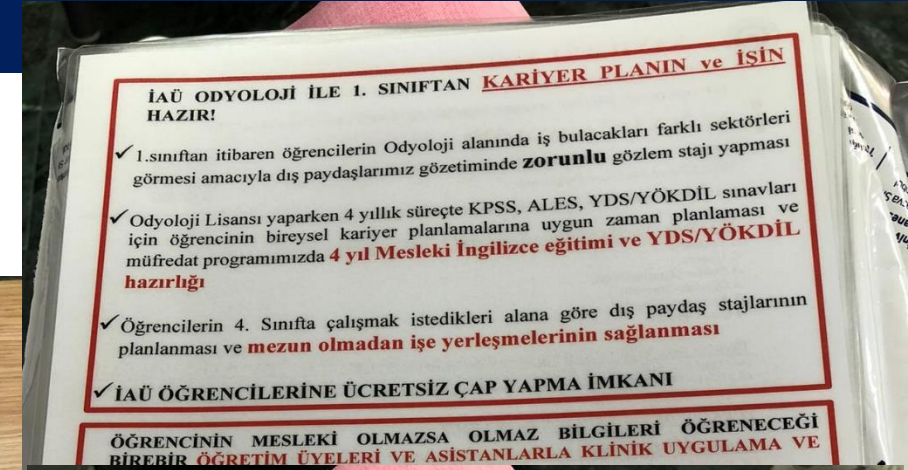 İAÜ ODYOLOJİ İLE 1. SINIFTAN KARİYER PLANIN ve İŞİN
HAZIR!
✓1.sınıftan itibaren öğrencilerin Odyoloji alanında iş bulacakları farklı sektörleri
görmesi amacıyla dış paydaşlarımız gözetiminde zorunlu gözlem stajı yapması
✓Odyoloji Lisansı yaparken 4 yıllık süreçte KPSS, ALES, YDS/YÖKDİL sınavları
için öğrencinin bireysel kariyer planlamalarına uygun zaman planlaması ve
müfredat programımızda 4 yıl Mesleki İngilizce eğitimi ve YDS/YÖKDİL
hazırlığı
✓Öğrencilerin 4. Sınıfta çalışmak istedikleri alana göre dış paydaş stajlarının
planlanması ve mezun olmadan işe yerleşmelerinin sağlanması
✓İAÜ ÖĞRENCİLERİNE ÜCRETSİZ ÇAP YAPMA İMKANI
ÖĞRENCİNİN MESLEKİ OLMAZSA OLMAZ BİLGİLERİ ÖĞRENECEĞİ
BİREBİR ÖĞRETİM ÜYELERİ VE ASİSTANLARLA KLİNİK UYGULAMA VE